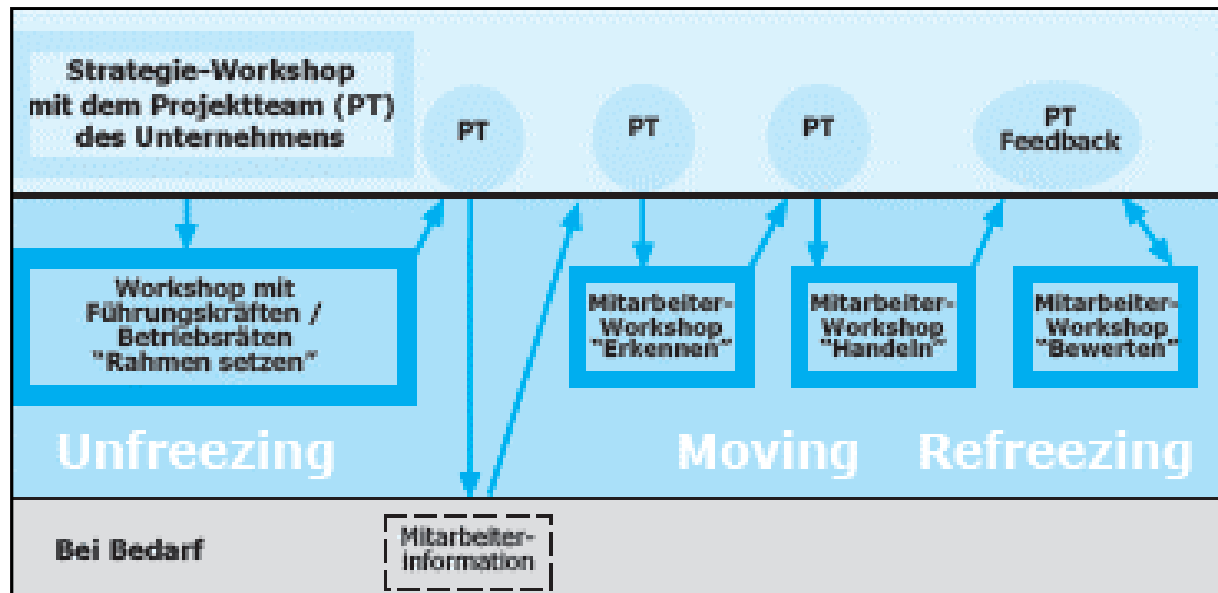 Strategie-Workshop
mit dem Projektteam (PT)
des Unternehmens
PT
PT
PT
PT
Feedback
Workshop mit
Führungskräften /
Betriebsräten
"Rahmen setzen"
Mitarbeiter-
Workshop
"Erkennen"
Mitarbeiter-
Workshop
"Handeln"
Mitarbeiter-
Workshop
"Bewerten"
Unfreezing
Moving
Refreezing
Bei Bedarf
Mitarbeiter-
information